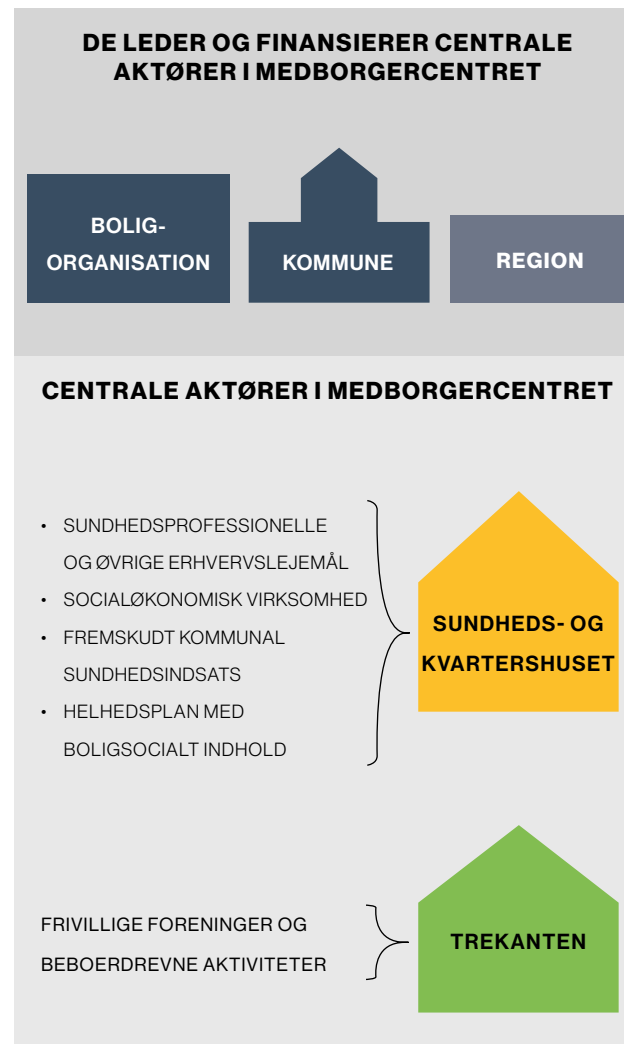 DE LEDER OG FINANSIERER CENTRALE
AKTØRER I MEDBORGERCENTRET
BOLIG-
ORGANISATION
KOMMUNE
REGION
CENTRALE AKTØRER I MEDBORGERCENTRET
• SUNDHEDSPROFESSIONELLE
OG ØVRIGE ERHVERVSLEJEMÅL
• SOCIALØKONOMISK VIRKSOMHED
• FREMSKUDT KOMMUNAL
SUNDHEDSINDSATS
• HELHEDSPLAN MED
BOLIGSOCIALT INDHOLD
SUNDHEDS- OG
KVARTERSHUSET
FRIVILLIGE FORENINGER OG
BEBOERDREVNE AKTIVITETER
TREKANTEN